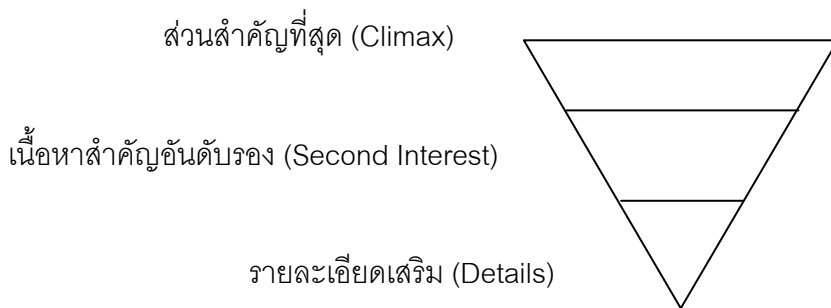 ส่วนสำคัญที่สุด (Climax)
เนื้อหาสำคัญอันดับรอง (Second Interest)
รายละเอียดเสริม (Details)